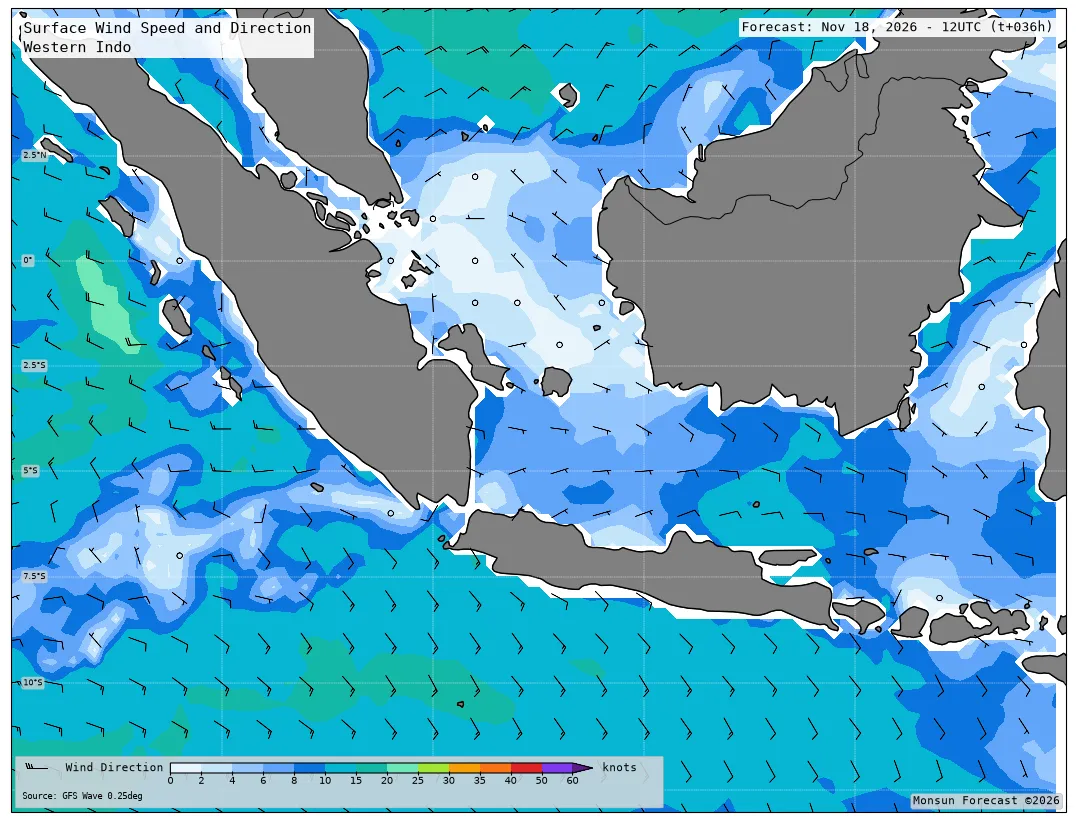 Surface Wind Speed and Direction
Western Indo
Forecast: Nov 18, 2026 - 12UTC (t+036h)
2.5°N
0°
2.5°S
5°S
7.5°S
10°S
Wind Direction
0 2 4 6 8 10 15 20 25 30 35 40 50 60
knots
Source: GFS Wave 0.25deg
Monsun Forecast ©2026